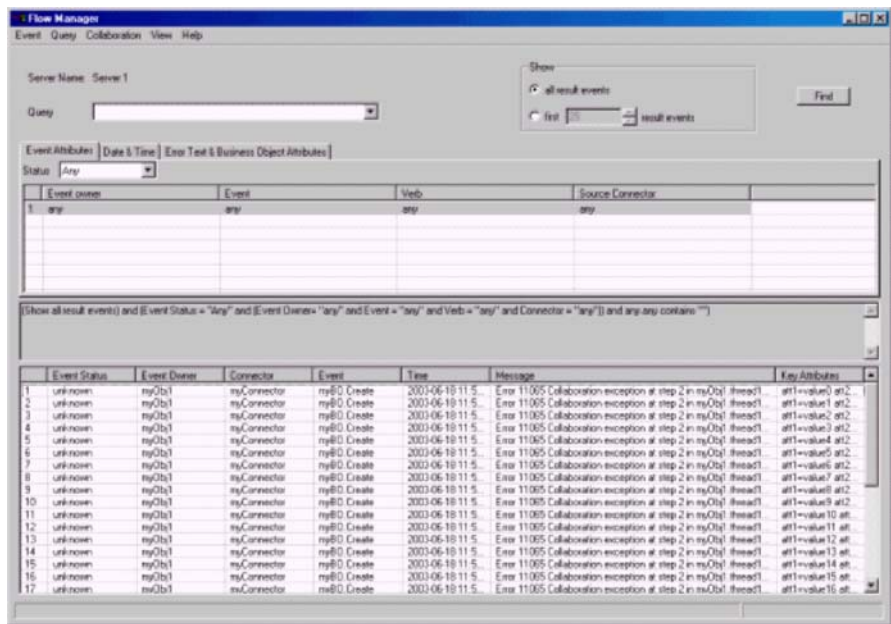 Flow Manager
Event Query Collaboration View Help
Show
Server Name: Server 1
all result events
Find
Query
first 25 result events
Event Attributes Date & Time Error Text & Business Object Attributes
Status Any
Event owner Event Verb Source Connector
1 any any any any
(Show all result events) and (Event Status = "Any" and (Event Owner= "any" and Event = "any" and Verb = "any" and Connector = "any")) and any.any contains ""
Event Status Event Owner Connector Event Time Message Key Attributes
1 unknown myObj1 myConnector myBO.Create 2003-06-18 11:5... Error 11065 Collaboration exception at step 2 in myObj1.thread1... att1=value0 att2...
2 unknown myObj1 myConnector myBO.Create 2003-06-18 11:5... Error 11065 Collaboration exception at step 2 in myObj1.thread1... att1=value1 att2...
3 unknown myObj1 myConnector myBO.Create 2003-06-18 11:5... Error 11065 Collaboration exception at step 2 in myObj1.thread1... att1=value2 att2...
4 unknown myObj1 myConnector myBO.Create 2003-06-18 11:5... Error 11065 Collaboration exception at step 2 in myObj1.thread1... att1=value3 att2...
5 unknown myObj1 myConnector myBO.Create 2003-06-18 11:5... Error 11065 Collaboration exception at step 2 in myObj1.thread1... att1=value4 att2...
6 unknown myObj1 myConnector myBO.Create 2003-06-18 11:5... Error 11065 Collaboration exception at step 2 in myObj1.thread1... att1=value5 att2...
7 unknown myObj1 myConnector myBO.Create 2003-06-18 11:5... Error 11065 Collaboration exception at step 2 in myObj1.thread1... att1=value6 att2...
8 unknown myObj1 myConnector myBO.Create 2003-06-18 11:5... Error 11065 Collaboration exception at step 2 in myObj1.thread1... att1=value7 att2...
9 unknown myObj1 myConnector myBO.Create 2003-06-18 11:5... Error 11065 Collaboration exception at step 2 in myObj1.thread1... att1=value8 att2...
10 unknown myObj1 myConnector myBO.Create 2003-06-18 11:5... Error 11065 Collaboration exception at step 2 in myObj1.thread1... att1=value9 att2...
11 unknown myObj1 myConnector myBO.Create 2003-06-18 11:5... Error 11065 Collaboration exception at step 2 in myObj1.thread1... att1=value10 att...
12 unknown myObj1 myConnector myBO.Create 2003-06-18 11:5... Error 11065 Collaboration exception at step 2 in myObj1.thread1... att1=value11 att...
13 unknown myObj1 myConnector myBO.Create 2003-06-18 11:5... Error 11065 Collaboration exception at step 2 in myObj1.thread1... att1=value12 att...
14 unknown myObj1 myConnector myBO.Create 2003-06-18 11:5... Error 11065 Collaboration exception at step 2 in myObj1.thread1... att1=value13 att...
15 unknown myObj1 myConnector myBO.Create 2003-06-18 11:5... Error 11065 Collaboration exception at step 2 in myObj1.thread1... att1=value14 att...
16 unknown myObj1 myConnector myBO.Create 2003-06-18 11:5... Error 11065 Collaboration exception at step 2 in myObj1.thread1... att1=value15 att...
17 unknown myObj1 myConnector myBO.Create 2003-06-18 11:5... Error 11065 Collaboration exception at step 2 in myObj1.thread1... att1=value16 att...